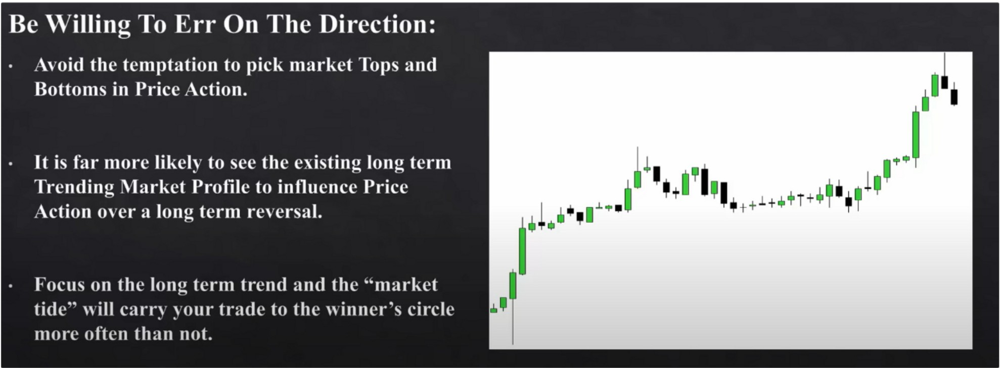 Be Willing To Err On The Direction:
• Avoid the temptation to pick market Tops and
Bottoms in Price Action.
• It is far more likely to see the existing long term
Trending Market Profile to influence Price
Action over a long term reversal.
• Focus on the long term trend and the “market
tide” will carry your trade to the winner’s circle
more often than not.